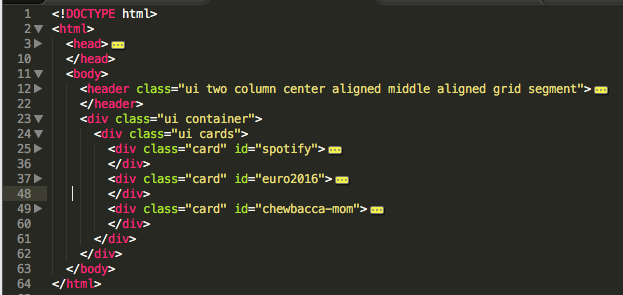 1 <!DOCTYPE html>
2 <html>
3 <head>
10 </head>
11 <body>
12 <header class="ui two column center aligned middle aligned grid segment">
22 </header>
23 <div class="ui container">
24 <div class="ui cards">
25 <div class="card" id="spotify">
36 </div>
37 <div class="card" id="euro2016">
48 </div>
49 <div class="card" id="chewbacca-mom">
60 </div>
61 </div>
62 </div>
63 </body>
64 </html>